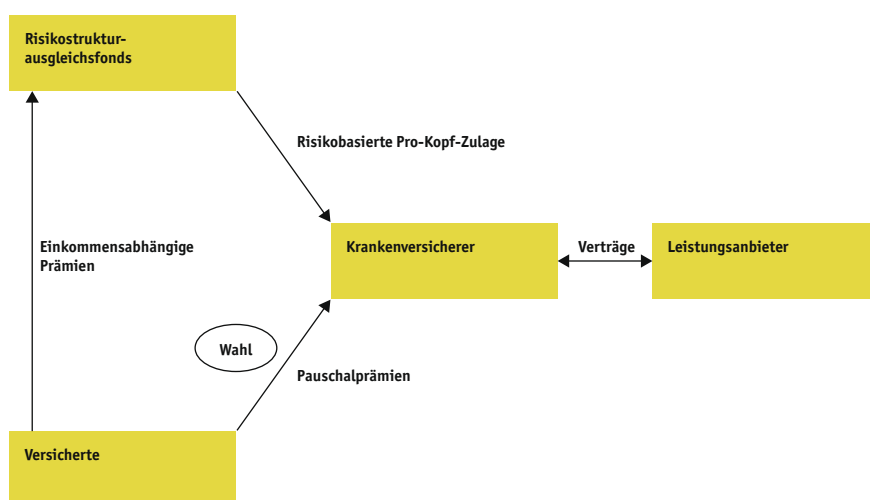 Risikostruktur-
ausgleichsfonds
Risikobasierte Pro-Kopf-Zulage
Einkommensabhängige
Prämien
Krankenversicherer
Verträge
Leistungsanbieter
Wahl
Pauschalprämien
Versicherte